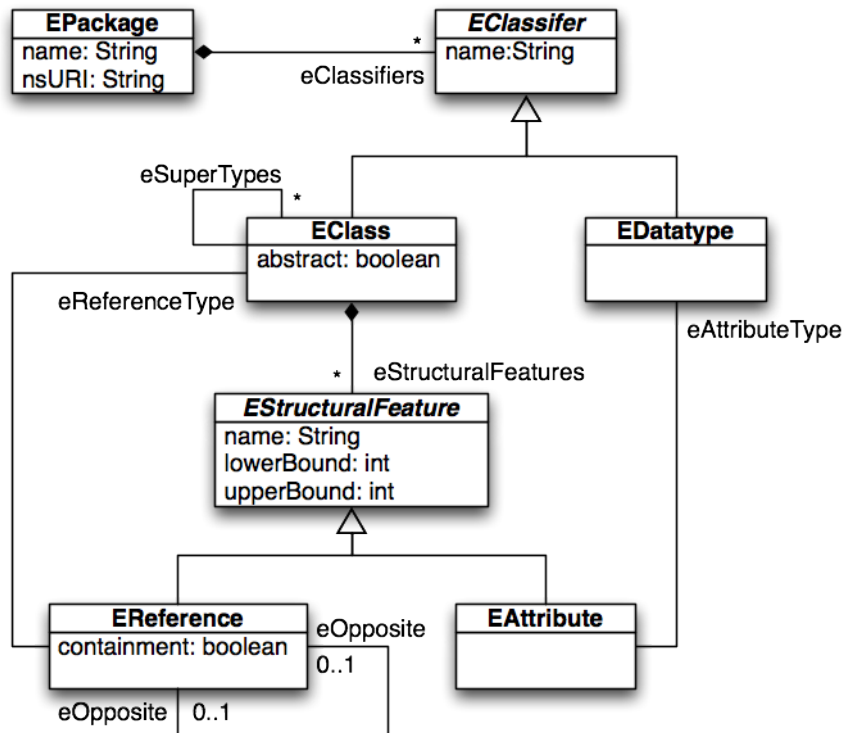 EPackage
name: String
nsURI: String
*
eClassifiers
EClassifer
name:String
eSuperTypes
*
EClass
abstract: boolean
EDatatype
eReferenceType
eAttributeType
*
eStructuralFeatures
EStructuralFeature
name: String
lowerBound: int
upperBound: int
EReference
containment: boolean
eOpposite
0..1
EAttribute
eOpposite
0..1